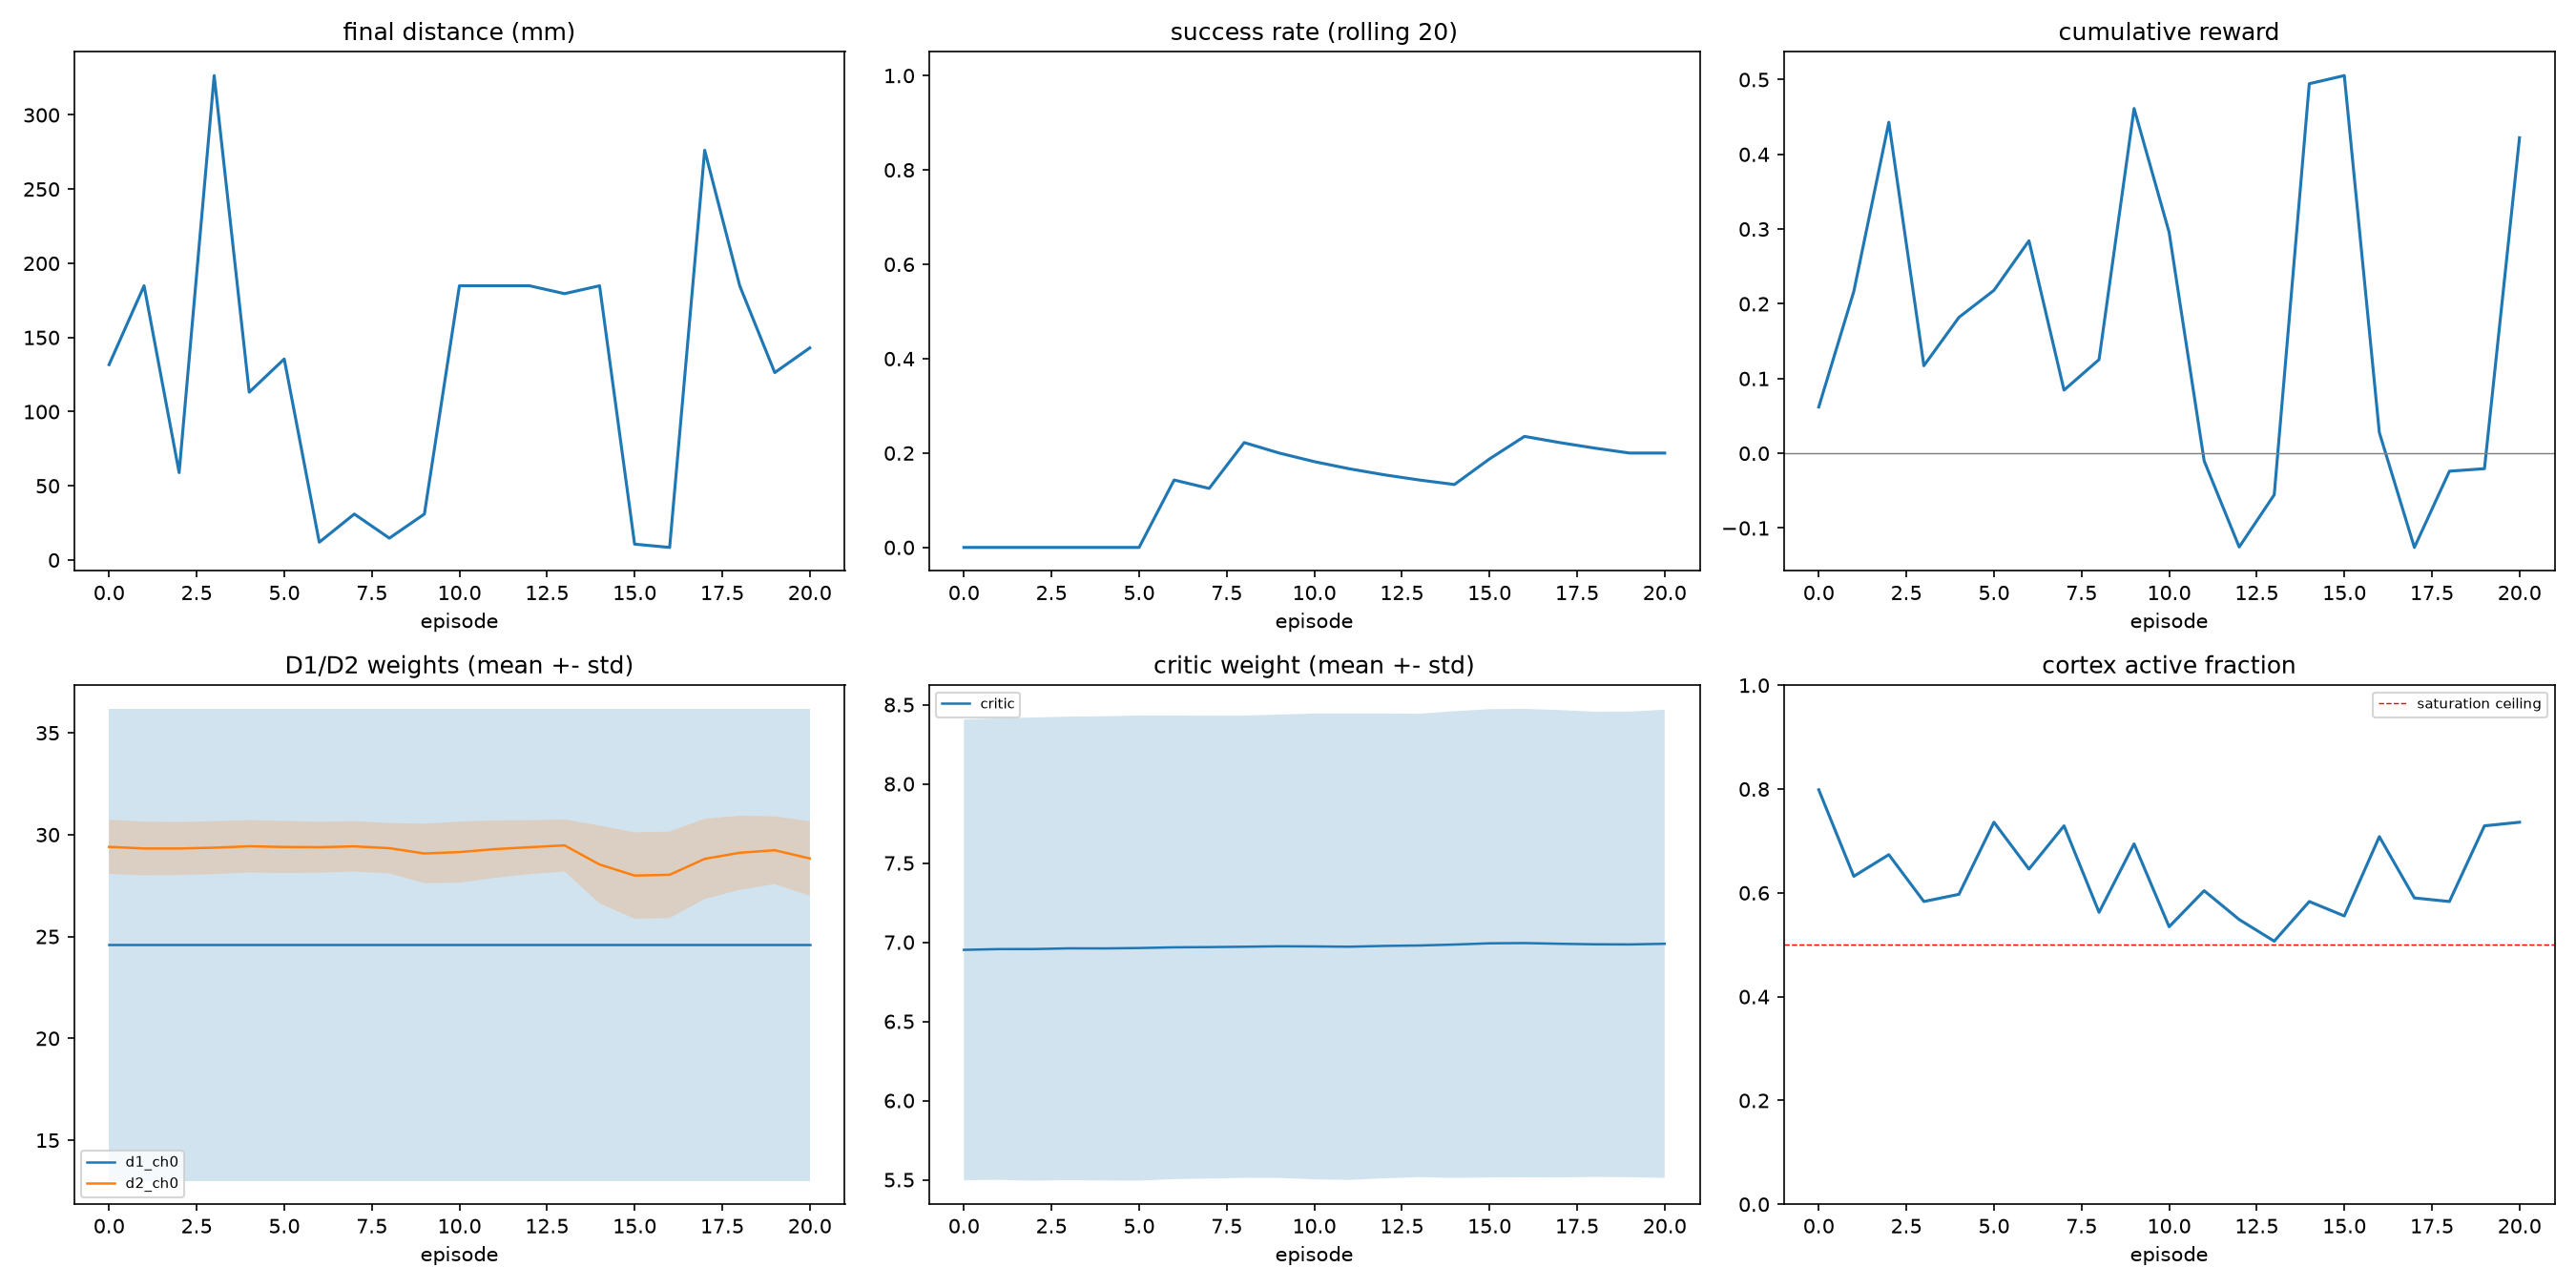 final distance (mm)
300
250
200
150
100
50
0
0.0 2.5 5.0 7.5 10.0 12.5 15.0 17.5 20.0
episode
success rate (rolling 20)
1.0
0.8
0.6
0.4
0.2
0.0
0.0 2.5 5.0 7.5 10.0 12.5 15.0 17.5 20.0
episode
cumulative reward
0.5
0.4
0.3
0.2
0.1
0.0
−0.1
0.0 2.5 5.0 7.5 10.0 12.5 15.0 17.5 20.0
episode
D1/D2 weights (mean +- std)
35
30
25
20
15
d1_ch0
d2_ch0
0.0 2.5 5.0 7.5 10.0 12.5 15.0 17.5 20.0
episode
critic weight (mean +- std)
critic
8.5
8.0
7.5
7.0
6.5
6.0
5.5
0.0 2.5 5.0 7.5 10.0 12.5 15.0 17.5 20.0
episode
cortex active fraction
saturation ceiling
1.0
0.8
0.6
0.4
0.2
0.0
0.0 2.5 5.0 7.5 10.0 12.5 15.0 17.5 20.0
episode